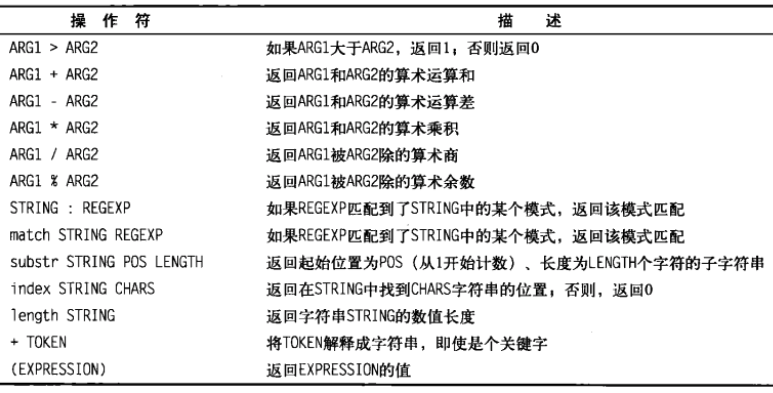 操 作 符 描 述
ARG1 > ARG2 如果ARG1大于ARG2，返回1；否则返回0
ARG1 + ARG2 返回ARG1和ARG2的算术运算和
ARG1 - ARG2 返回ARG1和ARG2的算术运算差
ARG1 * ARG2 返回ARG1和ARG2的算术乘积
ARG1 / ARG2 返回ARG1被ARG2除的算术商
ARG1 % ARG2 返回ARG1被ARG2除的算术余数
STRING : REGEXP 如果REGEXP匹配到了STRING中的某个模式，返回该模式匹配
match STRING REGEXP 如果REGEXP匹配到了STRING中的某个模式，返回该模式匹配
substr STRING POS LENGTH 返回起始位置为POS（从1开始计数）、长度为LENGTH个字符的子字符串
index STRING CHARS 返回在STRING中找到CHARS字符串的位置；否则，返回0
length STRING 返回字符串STRING的数值长度
+ TOKEN 将TOKEN解释成字符串，即使是个关键字
(EXPRESSION) 返回EXPRESSION的值